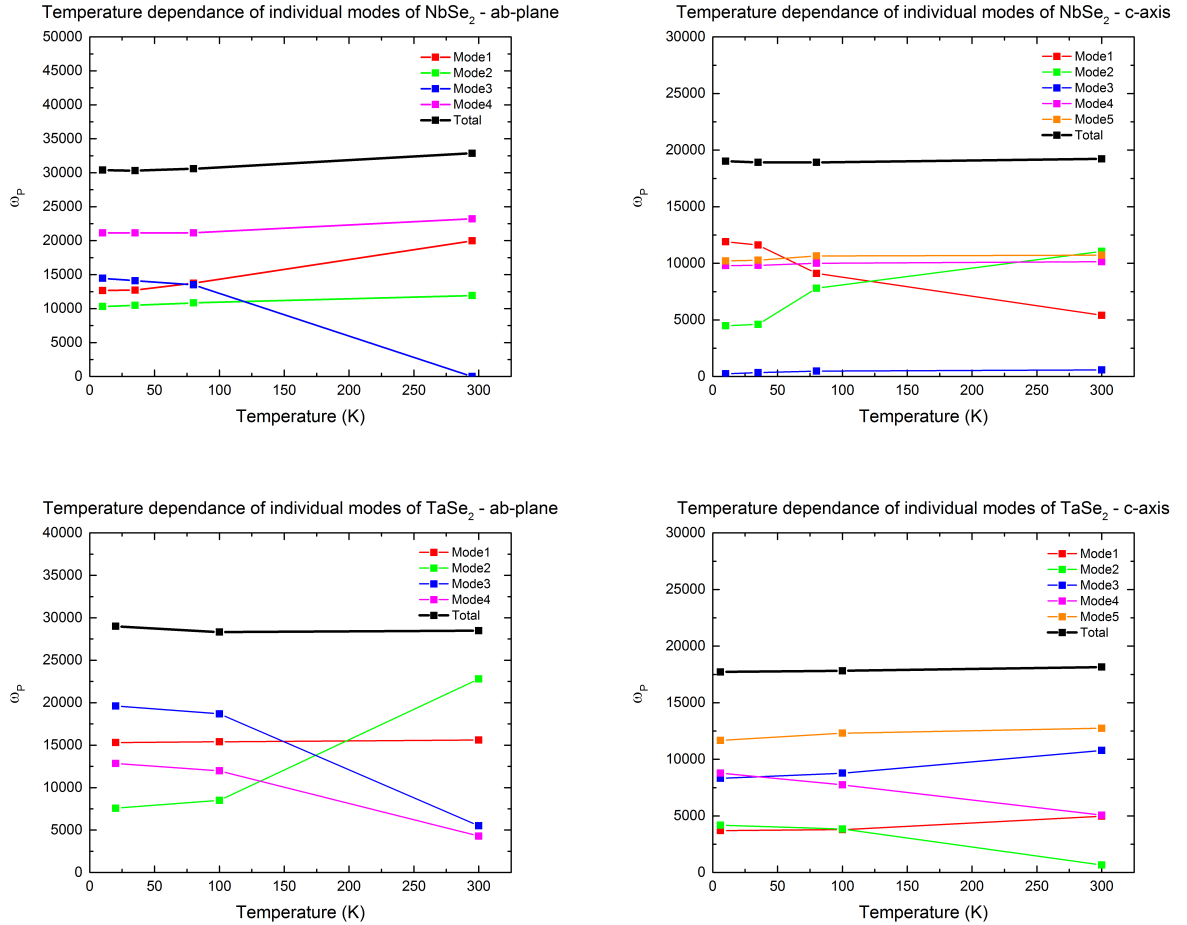 Temperature dependance of individual modes of NbSe₂ - ab-plane
50000
45000
40000
35000
30000
25000
20000
15000
10000
5000
0
ω_P
Mode1
Mode2
Mode3
Mode4
Total
0 50 100 150 200 250 300
Temperature (K)
Temperature dependance of individual modes of NbSe₂ - c-axis
30000
25000
20000
15000
10000
5000
0
ω_P
Mode1
Mode2
Mode3
Mode4
Mode5
Total
0 50 100 150 200 250 300
Temperature (K)
Temperature dependance of individual modes of TaSe₂ - ab-plane
40000
35000
30000
25000
20000
15000
10000
5000
0
ω_P
Mode1
Mode2
Mode3
Mode4
Total
0 50 100 150 200 250 300
Temperature (K)
Temperature dependance of individual modes of TaSe₂ - c-axis
30000
25000
20000
15000
10000
5000
0
ω_P
Mode1
Mode2
Mode3
Mode4
Mode5
Total
0 50 100 150 200 250 300
Temperature (K)